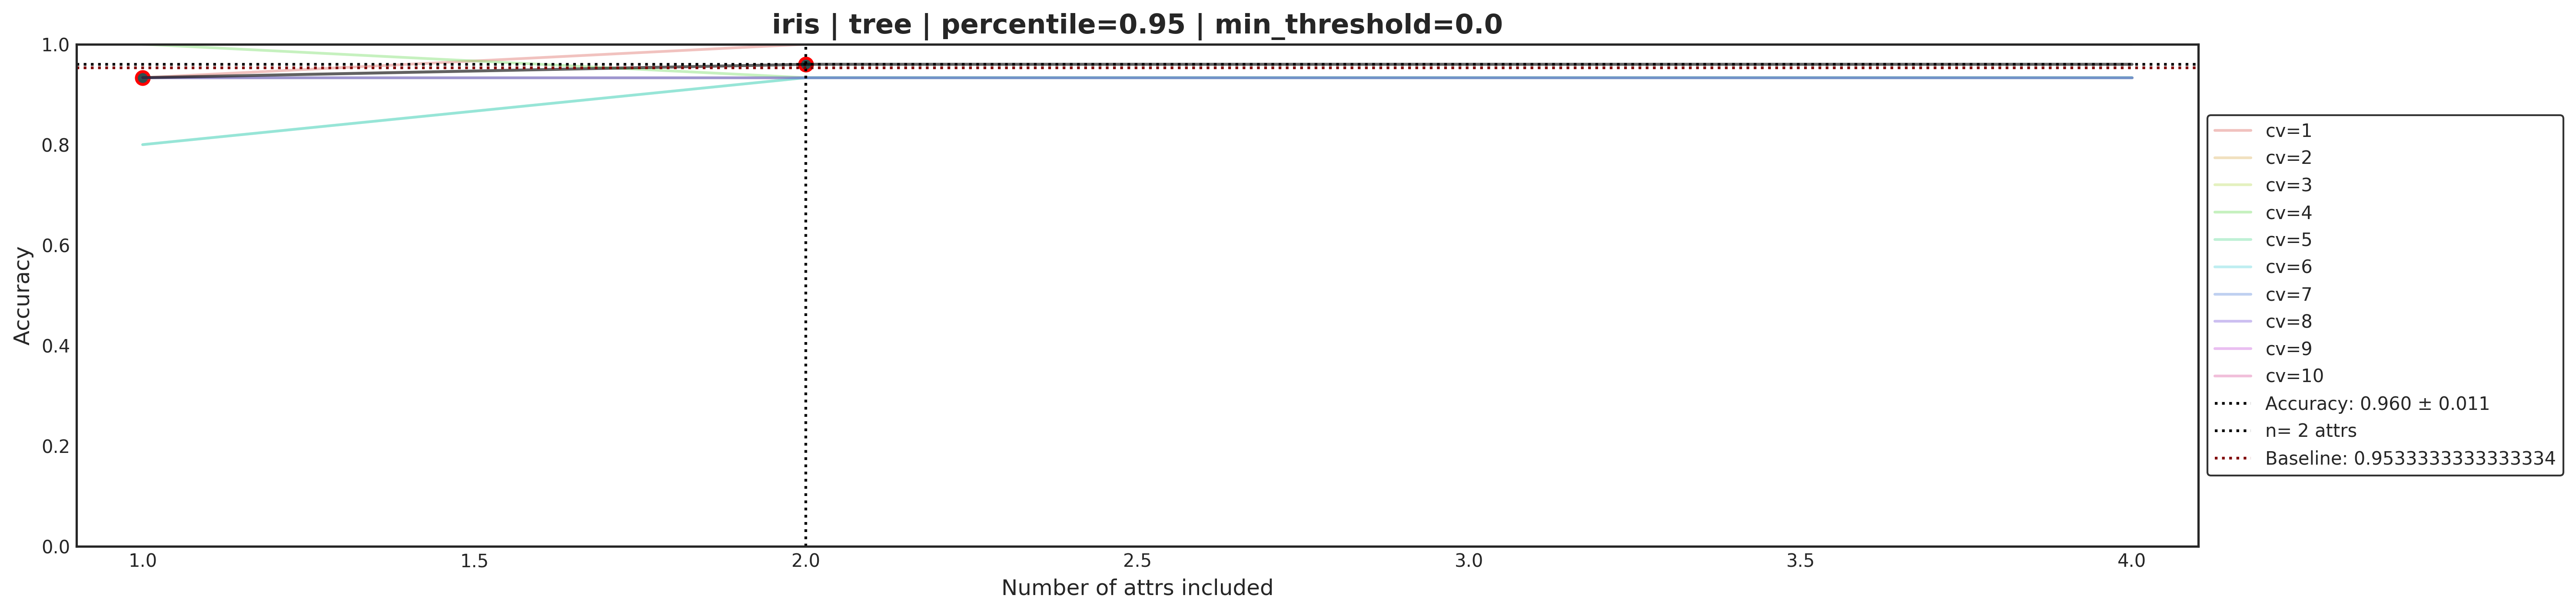 iris | tree | percentile=0.95 | min_threshold=0.0
Accuracy
1.0
0.8
0.6
0.4
0.2
0.0
1.0 1.5 2.0 2.5 3.0 3.5 4.0
Number of attrs included
cv=1
cv=2
cv=3
cv=4
cv=5
cv=6
cv=7
cv=8
cv=9
cv=10
Accuracy: 0.960 ± 0.011
n= 2 attrs
Baseline: 0.9533333333333334